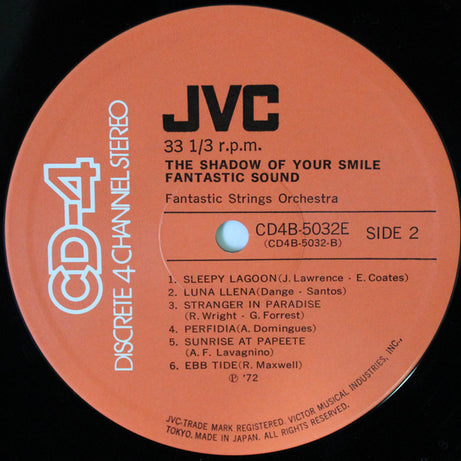 CD-4
DISCRETE 4 CHANNEL STEREO
JVC
33 1/3 r.p.m.
THE SHADOW OF YOUR SMILE
FANTASTIC SOUND
Fantastic Strings Orchestra
CD4B-5032E
(CD4B-5032-B)
SIDE 2
1. SLEEPY LAGOON(J. Lawrence - E. Coates)
2. LUNA LLENA(Dange - Santos)
3. STRANGER IN PARADISE
(R. Wright - G. Forrest)
4. PERFIDIA(A. Domingues)
5. SUNRISE AT PAPEETE
(A. F. Lavagnino)
6. EBB TIDE(R. Maxwell)
℗ '72
JVC-TRADE MARK REGISTERED. VICTOR MUSICAL INDUSTRIES, INC.,
TOKYO. MADE IN JAPAN. ALL RIGHTS RESERVED.